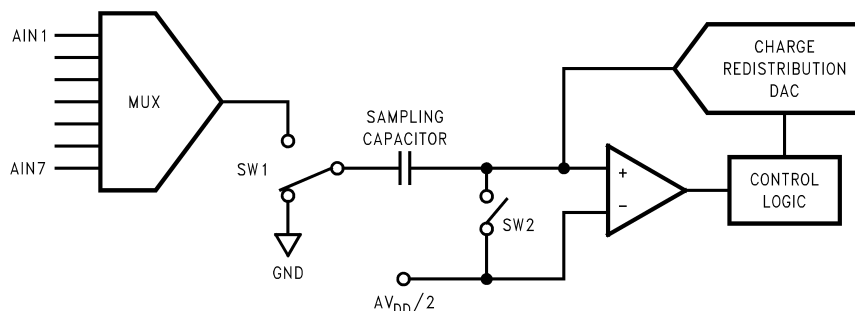 AIN1
MUX
AIN7
SW1
GND
SAMPLING
CAPACITOR
SW2
AVDD/2
+
−
CHARGE
REDISTRIBUTION
DAC
CONTROL
LOGIC